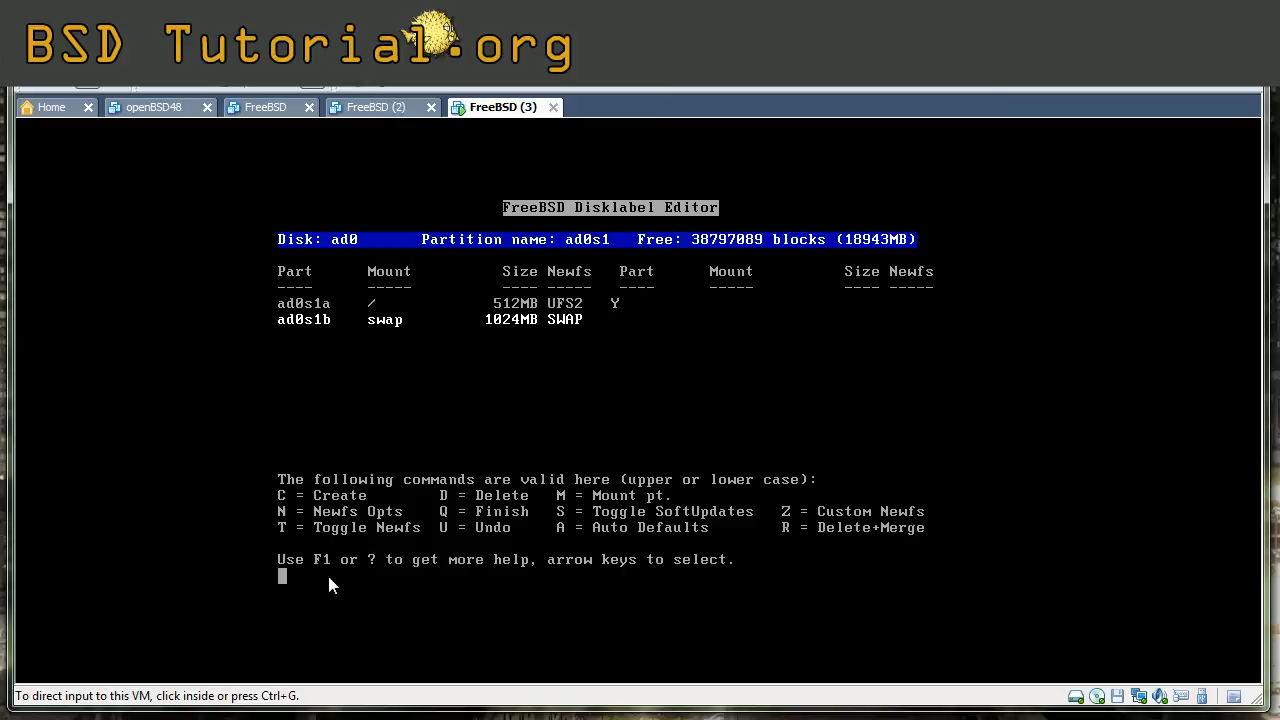 BSD Tutorial.org
Home openBSD48 FreeBSD FreeBSD (2) FreeBSD (3)
FreeBSD Disklabel Editor
Disk: ad0 Partition name: ad0s1 Free: 38797089 blocks (18943MB)
Part Mount Size Newfs Part Mount Size Newfs
---- ----- ---- ----- ---- ----- ---- -----
ad0s1a / 512MB UFS2 Y
ad0s1b swap 1024MB SWAP
The following commands are valid here (upper or lower case):
C = Create D = Delete M = Mount pt.
N = Newfs Opts Q = Finish S = Toggle SoftUpdates Z = Custom Newfs
T = Toggle Newfs U = Undo A = Auto Defaults R = Delete+Merge
Use F1 or ? to get more help, arrow keys to select.
To direct input to this VM, click inside or press Ctrl+G.